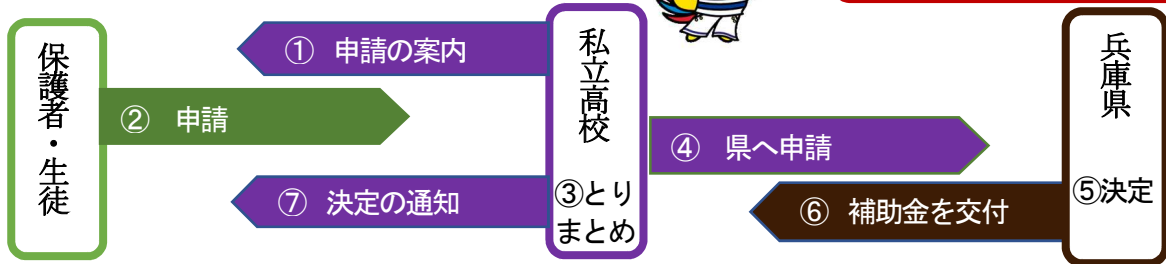 保護者・生徒
① 申請の案内
② 申請
⑦ 決定の通知
私立高校
③とり
まとめ
④ 県へ申請
⑥ 補助金を交付
兵庫県
⑤決定